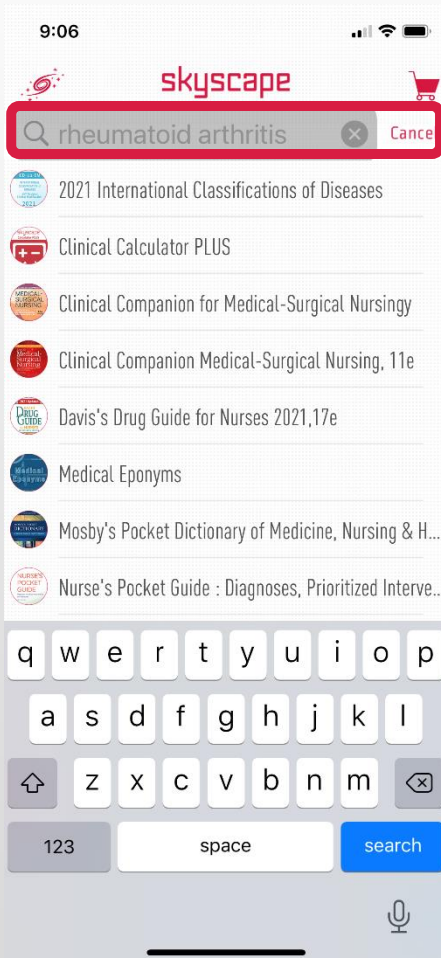 9:06
skyscape
rheumatoid arthritis Cance
2021 International Classifications of Diseases
Clinical Calculator PLUS
Clinical Companion for Medical-Surgical Nursingy
Clinical Companion Medical-Surgical Nursing, 11e
Davis's Drug Guide for Nurses 2021,17e
Medical Eponyms
Mosby's Pocket Dictionary of Medicine, Nursing & H...
Nurse's Pocket Guide : Diagnoses, Prioritized Interve..
q w e r t y u i o p
a s d f g h j k l
z x c v b n m
123 space search